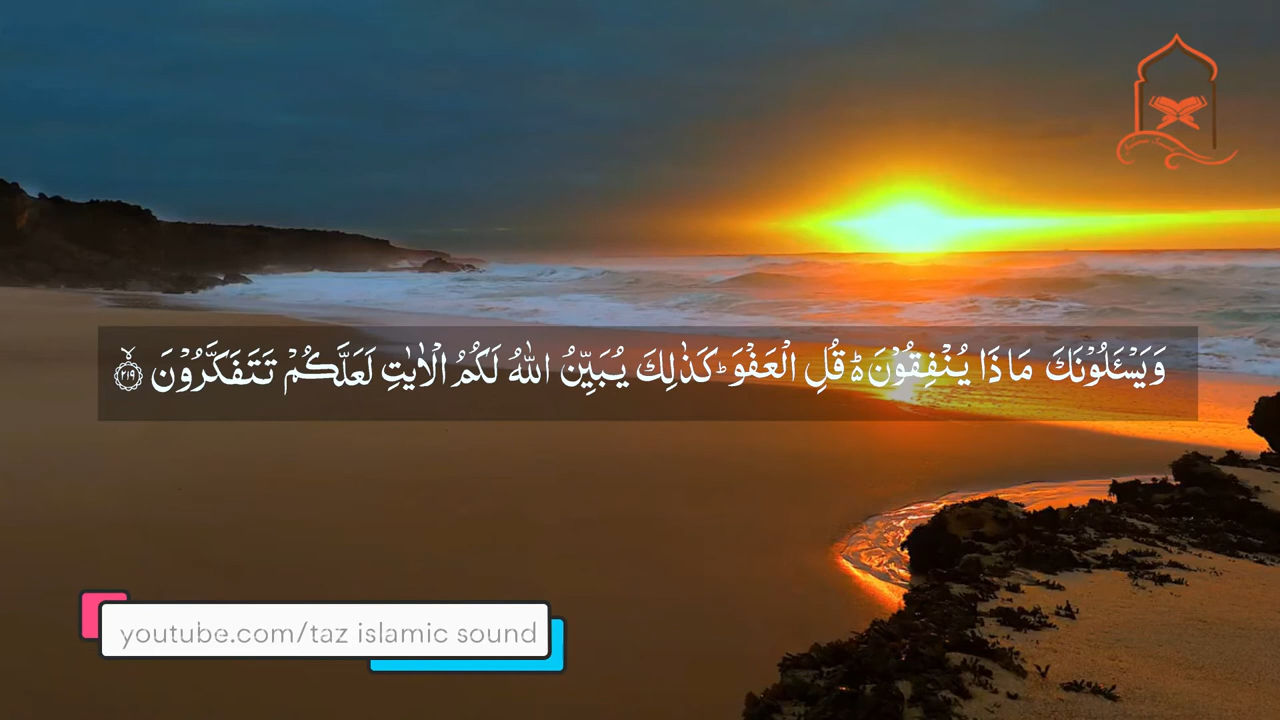 وَيَسْـَٔلُوْنَكَ مَاذَا يُنْفِقُوْنَ ؕ۬ قُلِ الْعَفْوَ ؕ كَذٰلِكَ يُبَيِّنُ اللّٰهُ لَكُمُ الْاٰيٰتِ لَعَلَّكُمْ تَتَفَكَّرُوْنَ ۙ﴿۲۱۹﴾
youtube.com/taz islamic sound